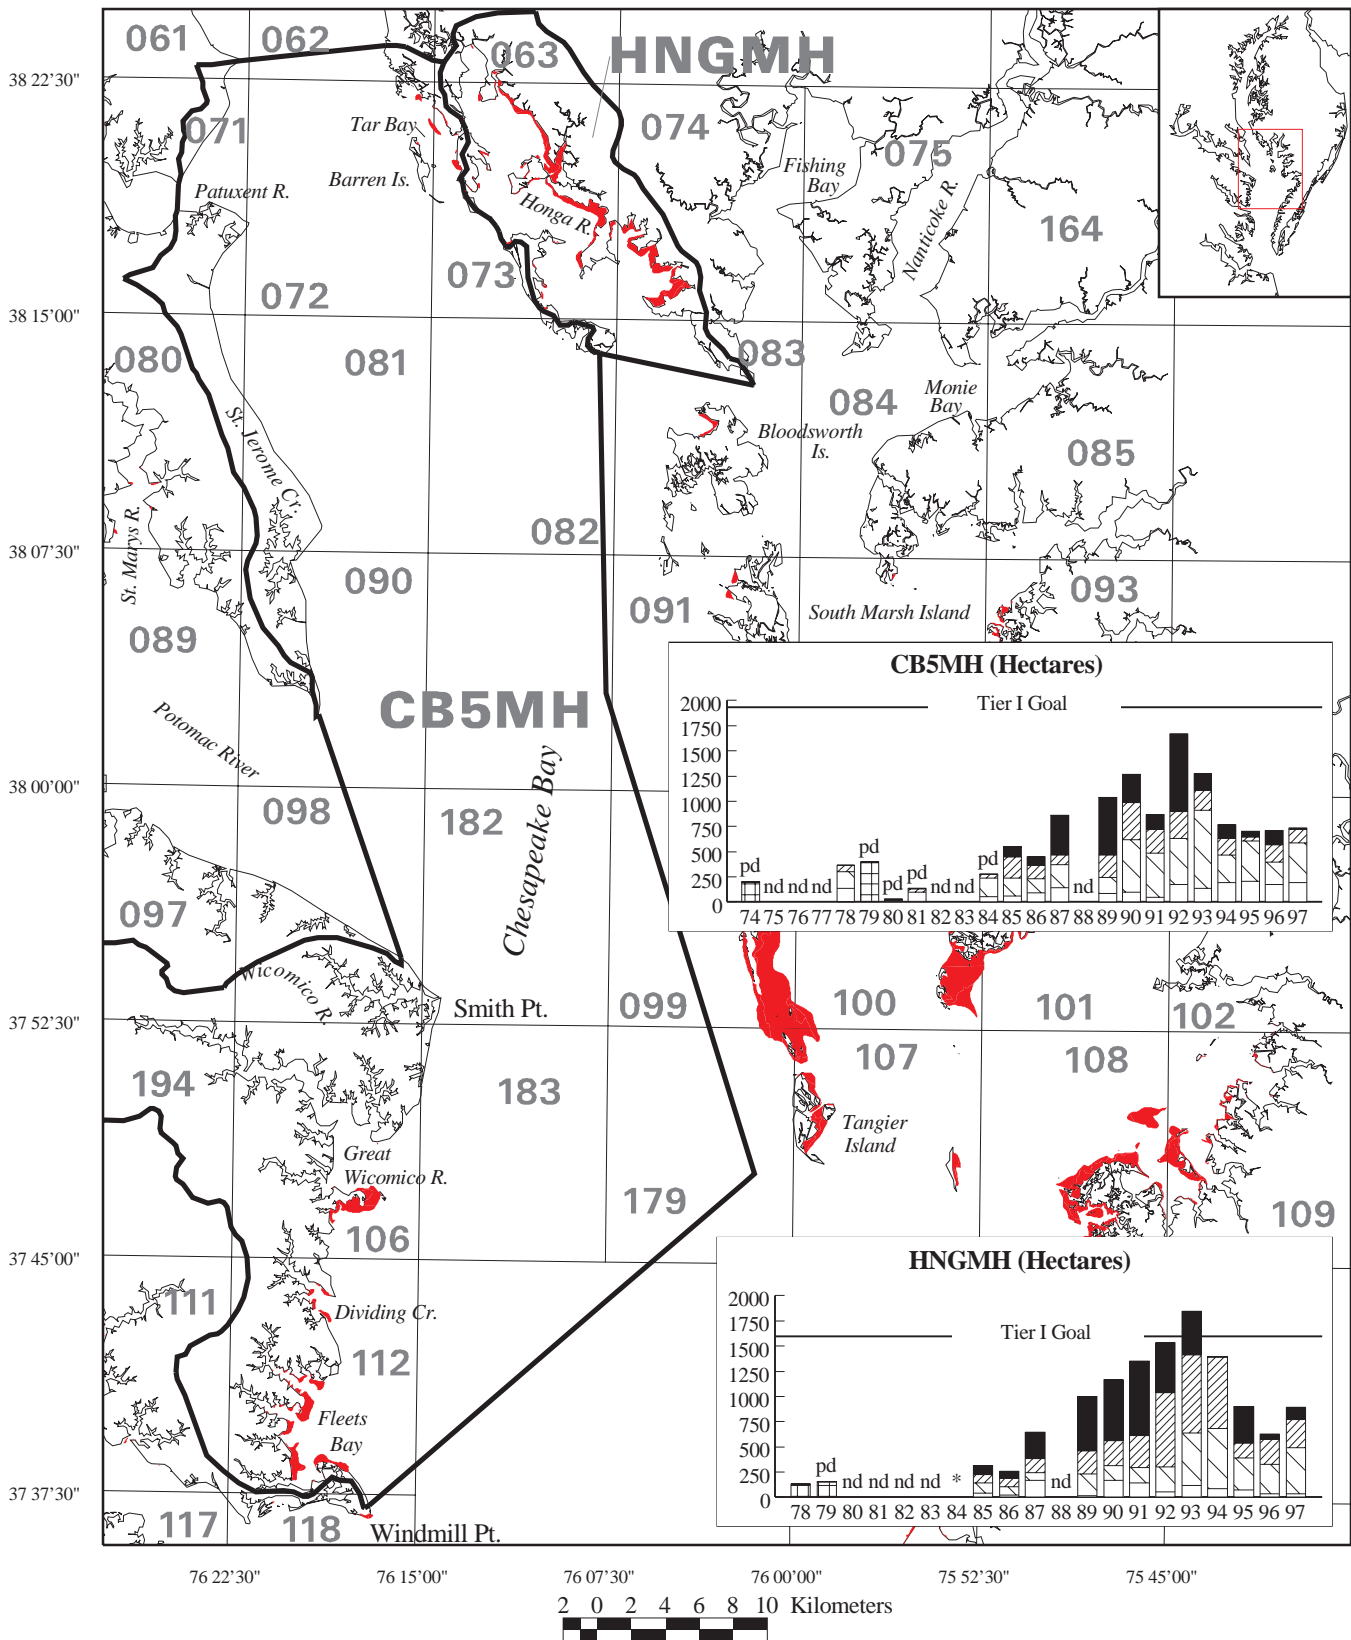 061
062
063
HNGMH
38 22'30"
071
Tar Bay
074
Fishing
Bay
075
Patuxent R.
Barren Is.
Honga R.
Nanticoke R.
164
073
072
38 15'00"
080
081
083
084
Monie
Bay
St. Jerome Cr.
Bloodsworth
Is.
085
St. Marys R.
082
38 07'30"
090
091
093
South Marsh Island
089
CB5MH
Potomac River
38 00'00"
098
182
Chesapeake Bay
097
Wicomico R.
Smith Pt.
099
100
101
102
37 52'30"
194
183
107
108
Tangier
Island
Great
Wicomico R.
179
106
109
37 45'00"
111
Dividing Cr.
112
Fleets
Bay
37 37'30"
117
118
Windmill Pt.
CB5MH (Hectares)
Tier I Goal
2000
1750
1500
1250
1000
750
500
250
0
pd nd nd nd pd pd pd nd nd pd nd
74 75 76 77 78 79 80 81 82 83 84 85 86 87 88 89 90 91 92 93 94 95 96 97
HNGMH (Hectares)
Tier I Goal
2000
1750
1500
1250
1000
750
500
250
0
pd nd nd nd nd * nd
78 79 80 81 82 83 84 85 86 87 88 89 90 91 92 93 94 95 96 97
76 22'30" 76 15'00" 76 07'30" 76 00'00" 75 52'30" 75 45'00"
2 0 2 4 6 8 10 Kilometers